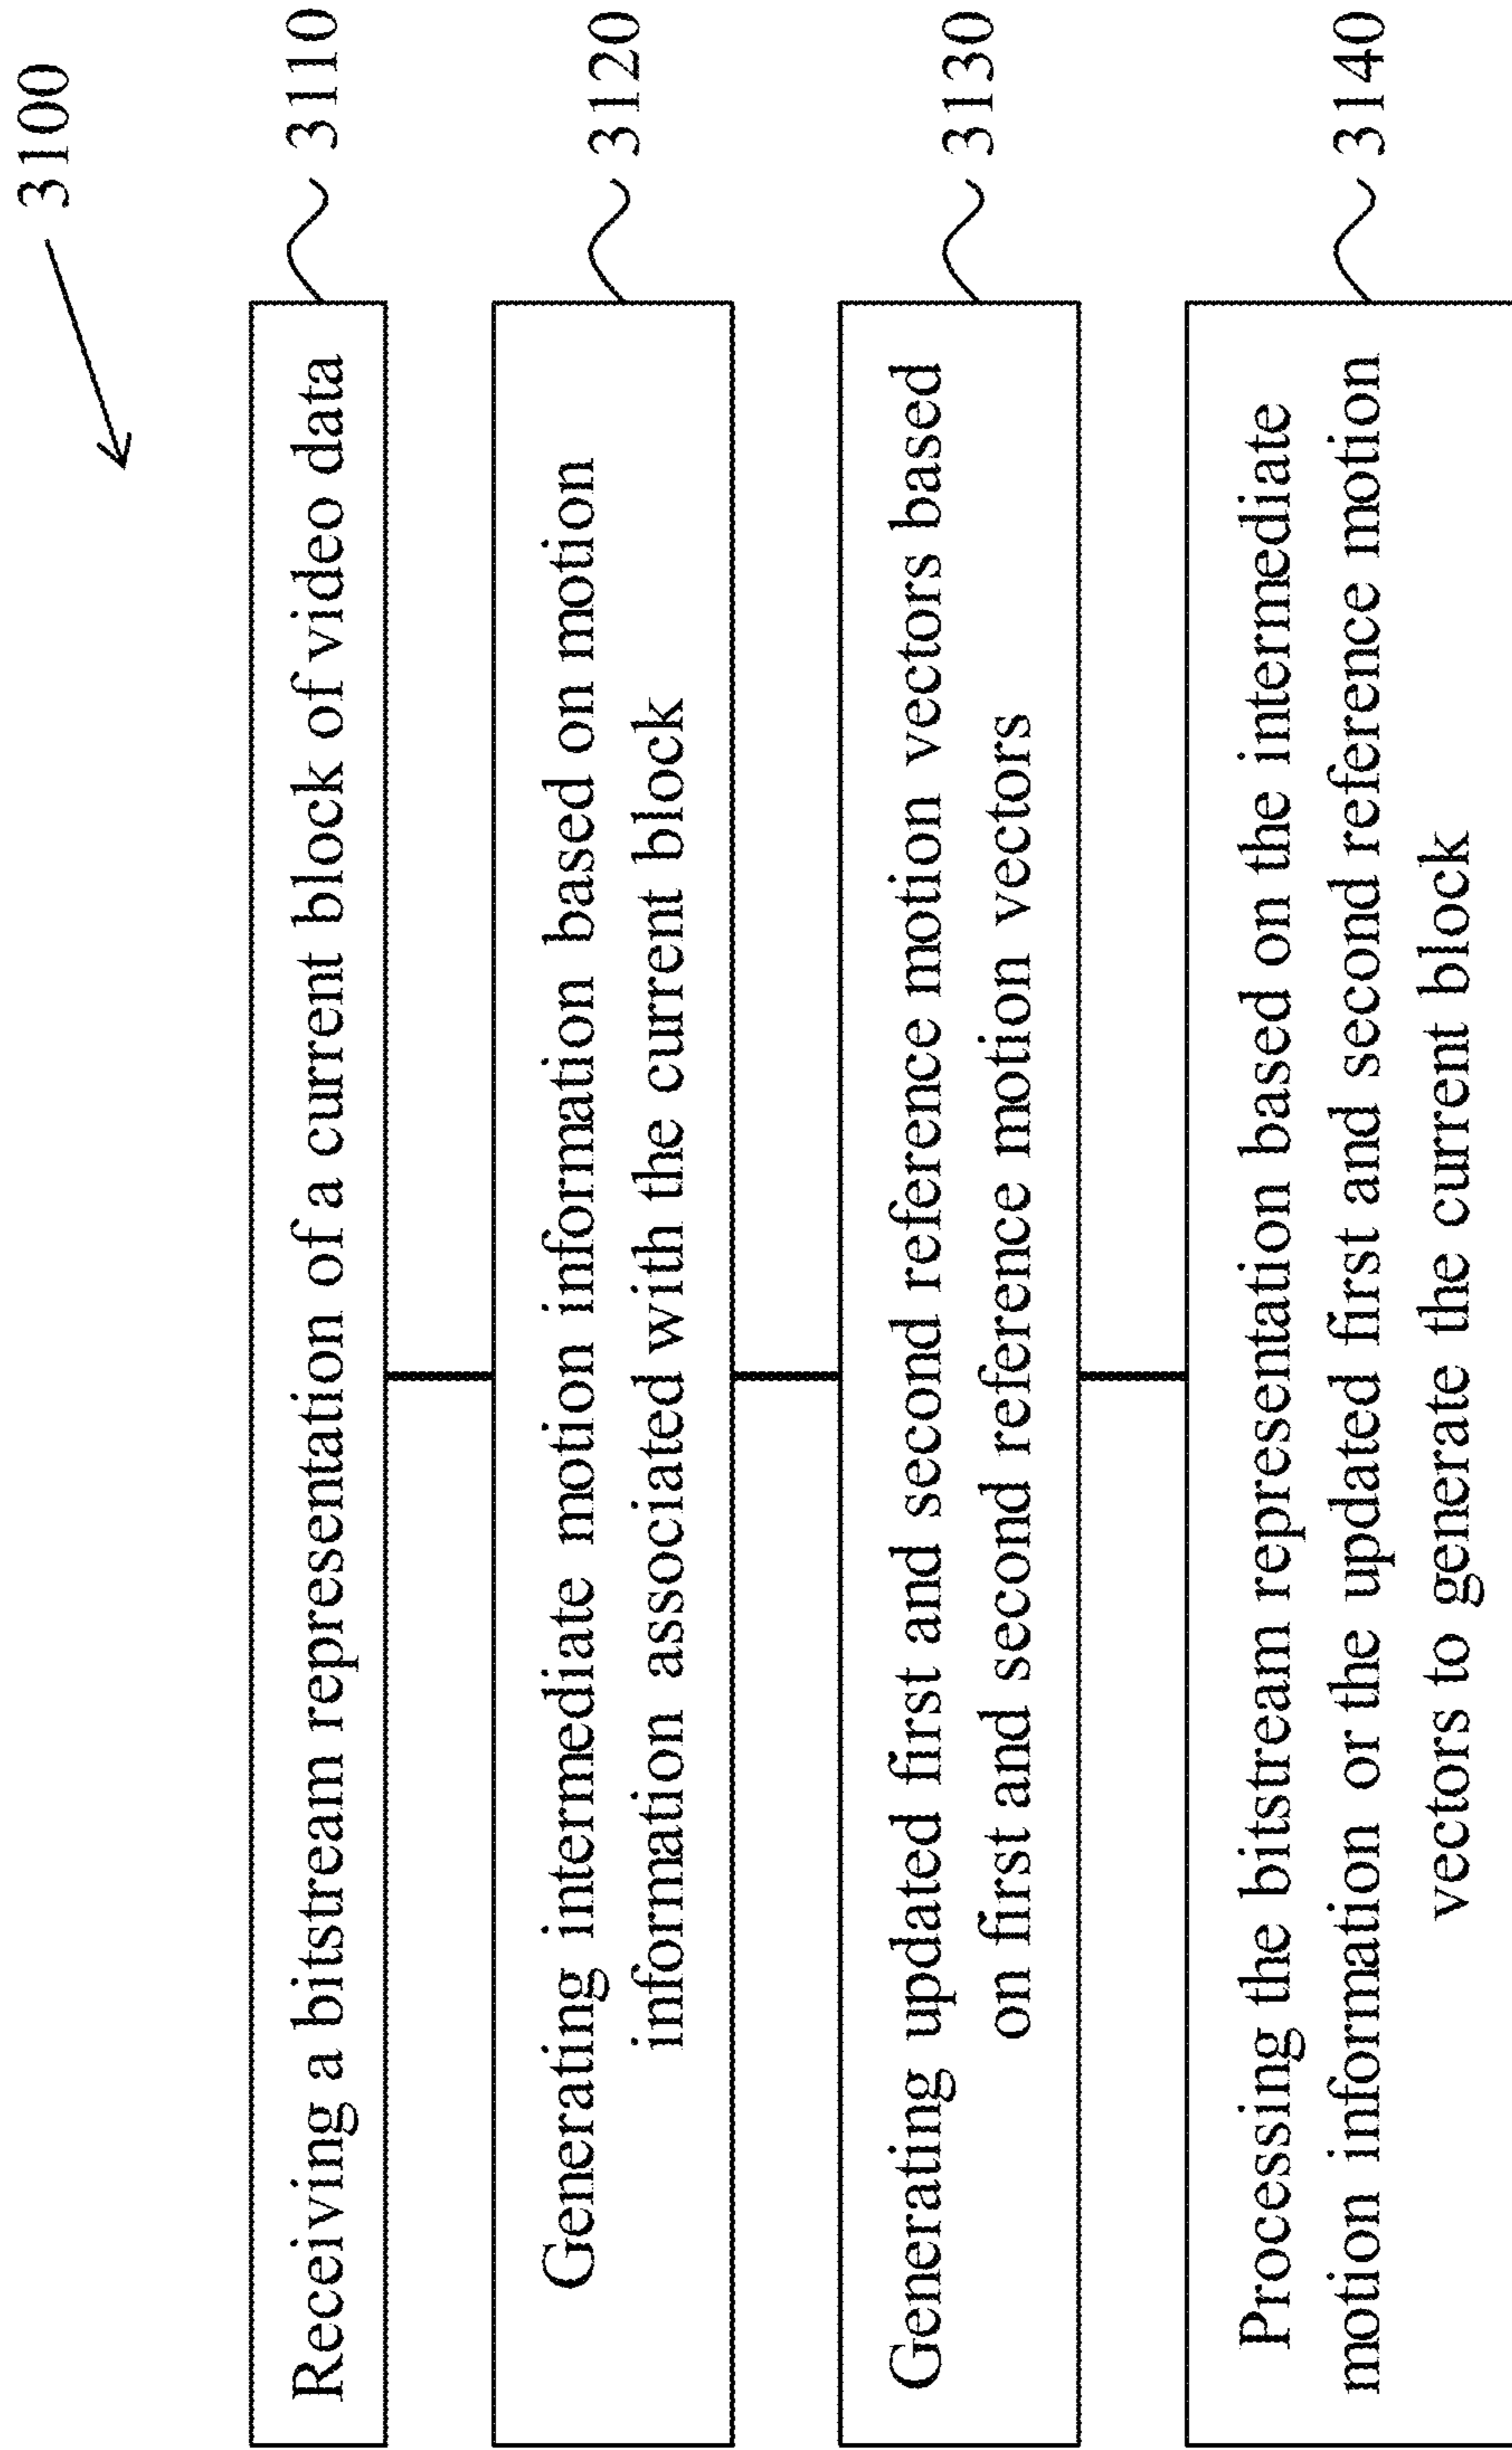 3100
Receiving a bitstream representation of a current block of video data
3110
Generating intermediate motion information based on motion
information associated with the current block
3120
Generating updated first and second reference motion vectors based
on first and second reference motion vectors
3130
Processing the bitstream representation based on the intermediate
motion information or the updated first and second reference motion
vectors to generate the current block
3140